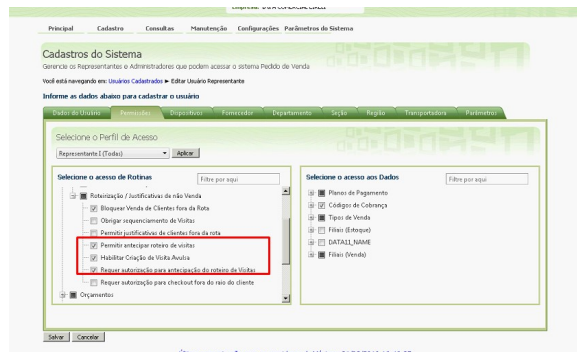 Principal Cadastro Consultas Manutenção Configurações Parâmetros do Sistema
Cadastros do Sistema
Gerencie os Representantes e Administradores que podem acessar o sistema Pedido de Venda
Você está navegando em: Usuários Cadastrados ► Editar Usuário Representante
Informe as dados abaixo para cadastrar o usuário
Dados do Usuário Permissões Dispositivos Fornecedor Departamento Seção Região Transportadora Parâmetros
Selecione o Perfil de Acesso
Representante I (Todas) Aplicar
Selecione o acesso de Rotinas Filtre por aqui
Roteirização / Justificativas de não Venda
Bloquear Venda de Clientes fora da Rota
Obrigar sequenciamento de Visitas
Permitir justificativas de clientes fora da rota
Permitir antecipar roteiro de visitas
Habilitar Criação de Visita Avulsa
Requer autorização para antecipação do roteiro de Visitas
Requer autorização para checkout fora do raio do cliente
Orçamentos
Selecione o acesso aos Dados Filtre por aqui
Planos de Pagamento
Códigos de Cobrança
Tipos de Venda
Filiais (Estoque)
DATA11_NAME
Filiais (Venda)
Salvar Cancelar